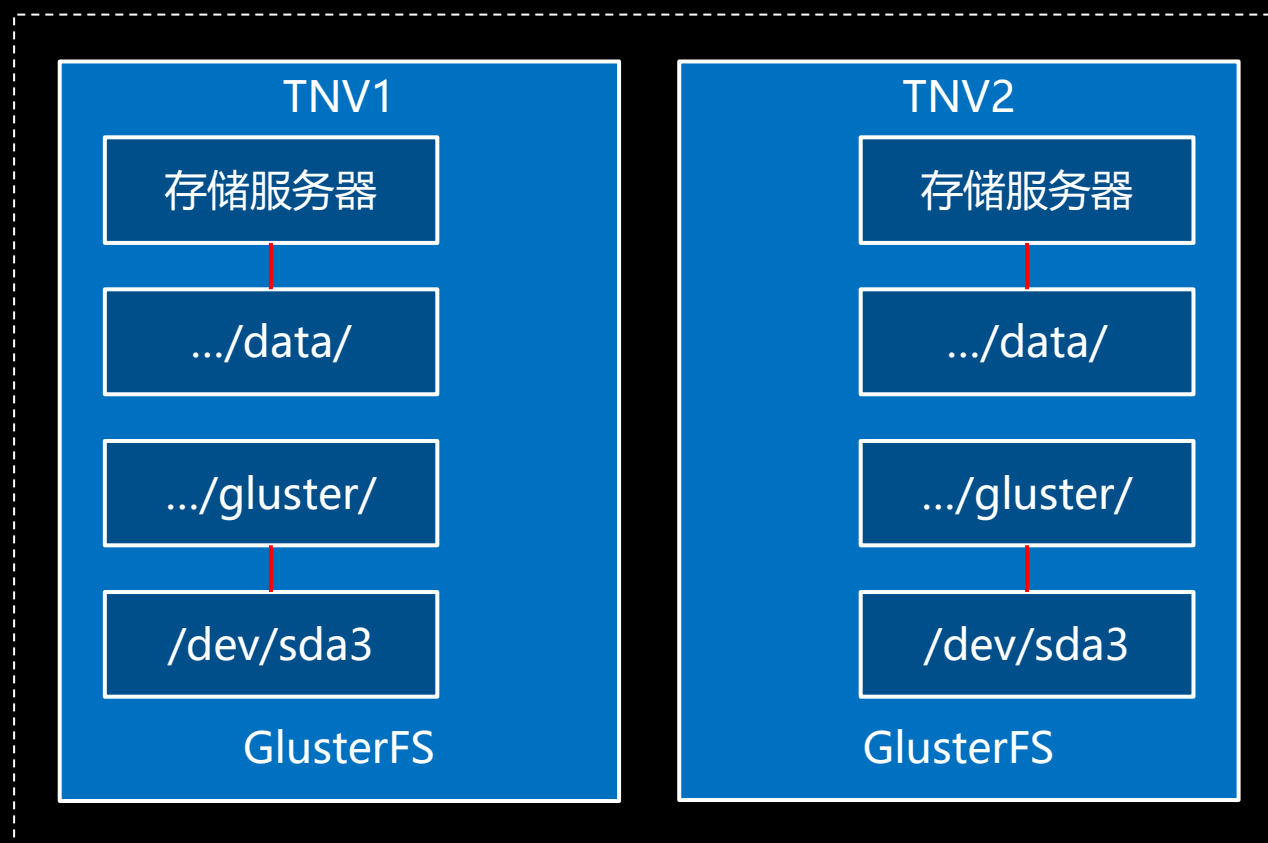 TNV1
存储服务器
.../data/
.../gluster/
/dev/sda3
GlusterFS
TNV2
存储服务器
.../data/
.../gluster/
/dev/sda3
GlusterFS